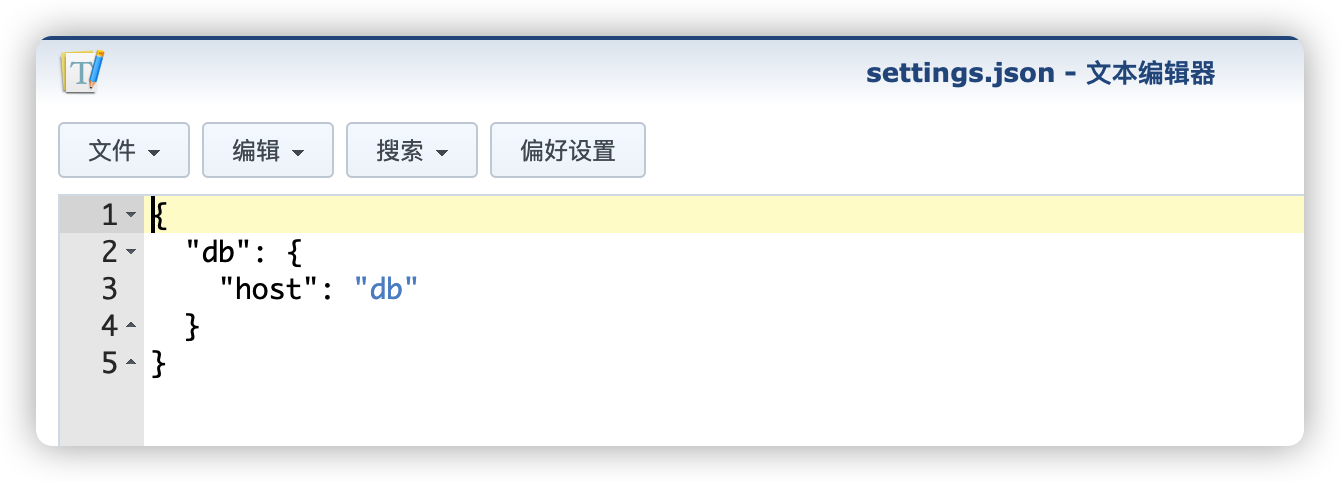 settings.json - 文本编辑器
文件 编辑 搜索 偏好设置
1 {
2   "db": {
3     "host": "db"
4   }
5 }